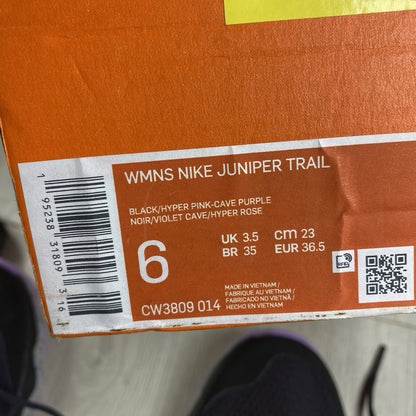 WMNS NIKE JUNIPER TRAIL
BLACK/HYPER PINK-CAVE PURPLE
NOIR/VIOLET CAVE/HYPER ROSE
6
UK 3.5 cm 23
BR 35 EUR 36.5
MADE IN VIETNAM /
FABRIQUE AU VIETNAM /
FABRICADO NO VIETNÃ /
HECHO EN VIETNAM
CW3809 014
1 95238 31809 3 16